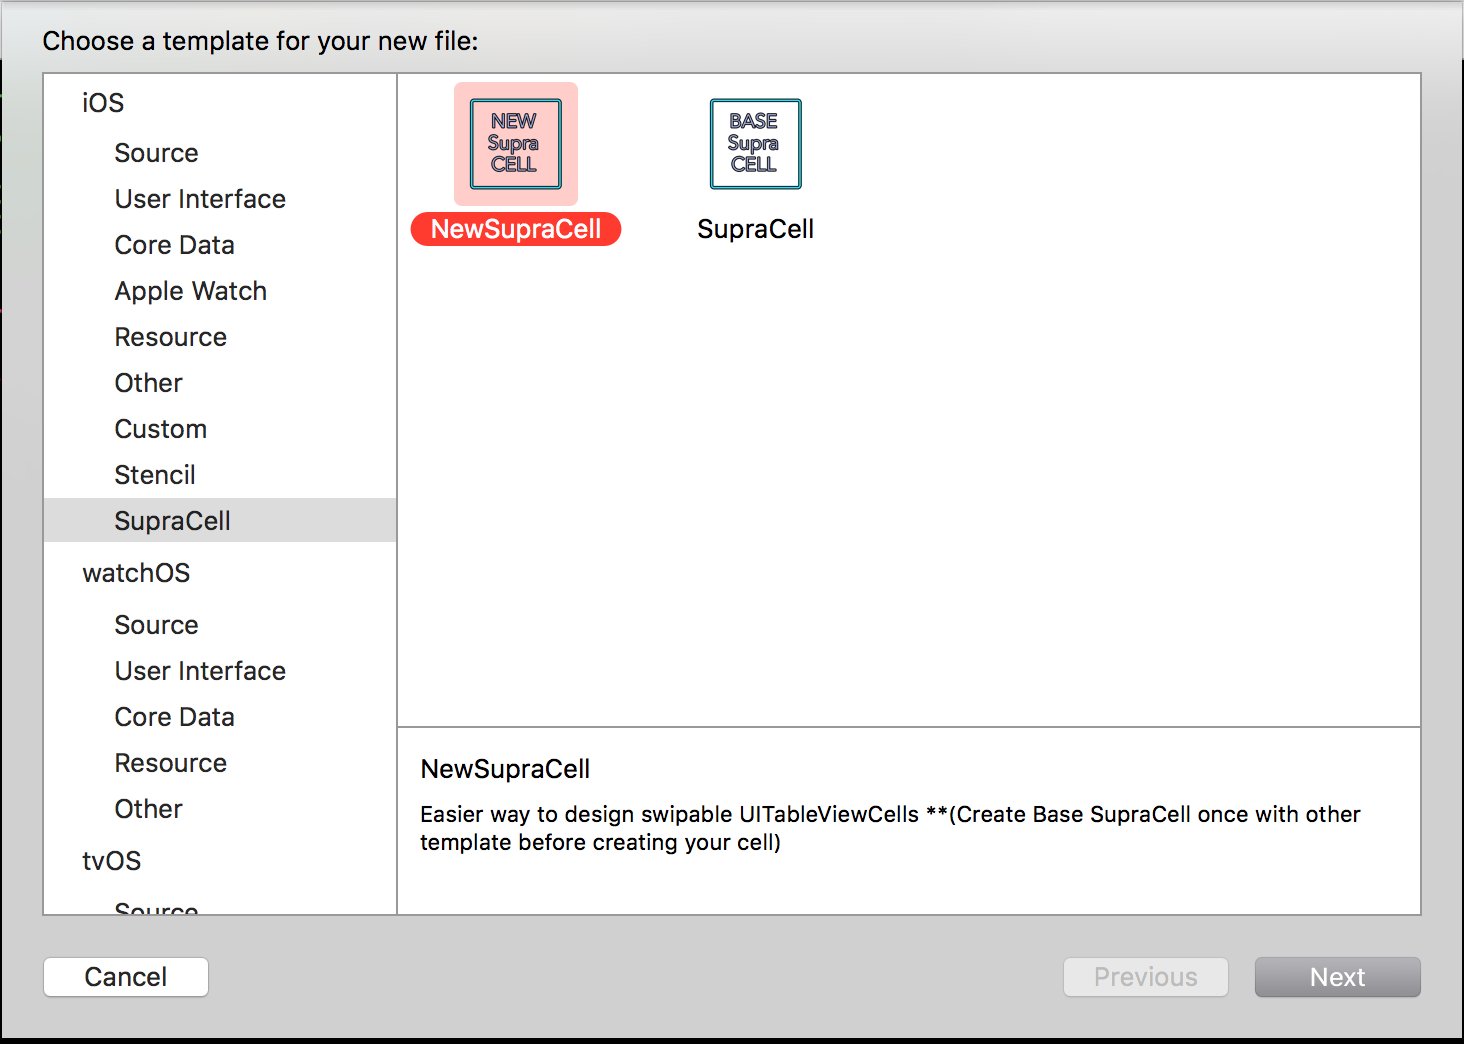 Choose a template for your new file:
iOS
Source
User Interface
Core Data
Apple Watch
Resource
Other
Custom
Stencil
SupraCell
watchOS
Source
User Interface
Core Data
Resource
Other
tvOS
Source
NEW
Supra
CELL
NewSupraCell
BASE
Supra
CELL
SupraCell
NewSupraCell
Easier way to design swipable UITableViewCells **(Create Base SupraCell once with other
template before creating your cell)
Cancel
Previous
Next